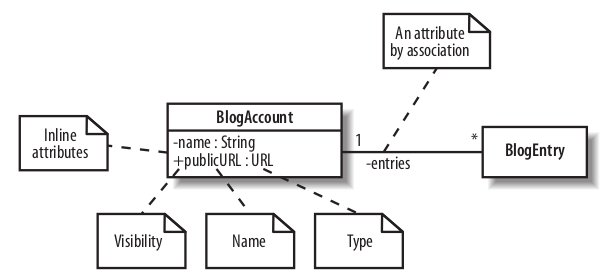 An attribute
by association
BlogAccount
Inline
attributes
-name : String
+publicURL : URL
1
*
-entries
BlogEntry
Visibility
Name
Type